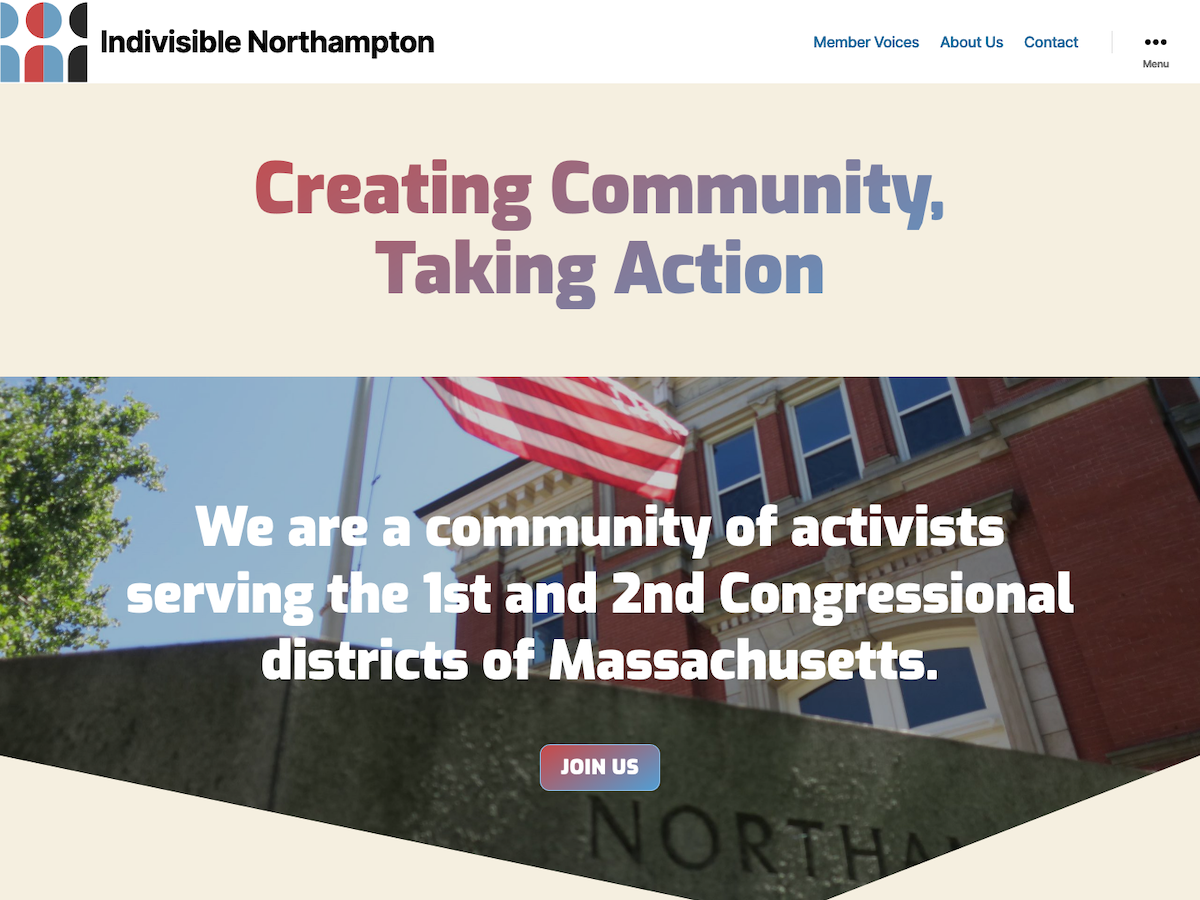 Indivisible Northampton
Member Voices
About Us
Contact
Menu
Creating Community,
Taking Action
We are a community of activists
serving the 1st and 2nd Congressional
districts of Massachusetts.
JOIN US
NORTHAM